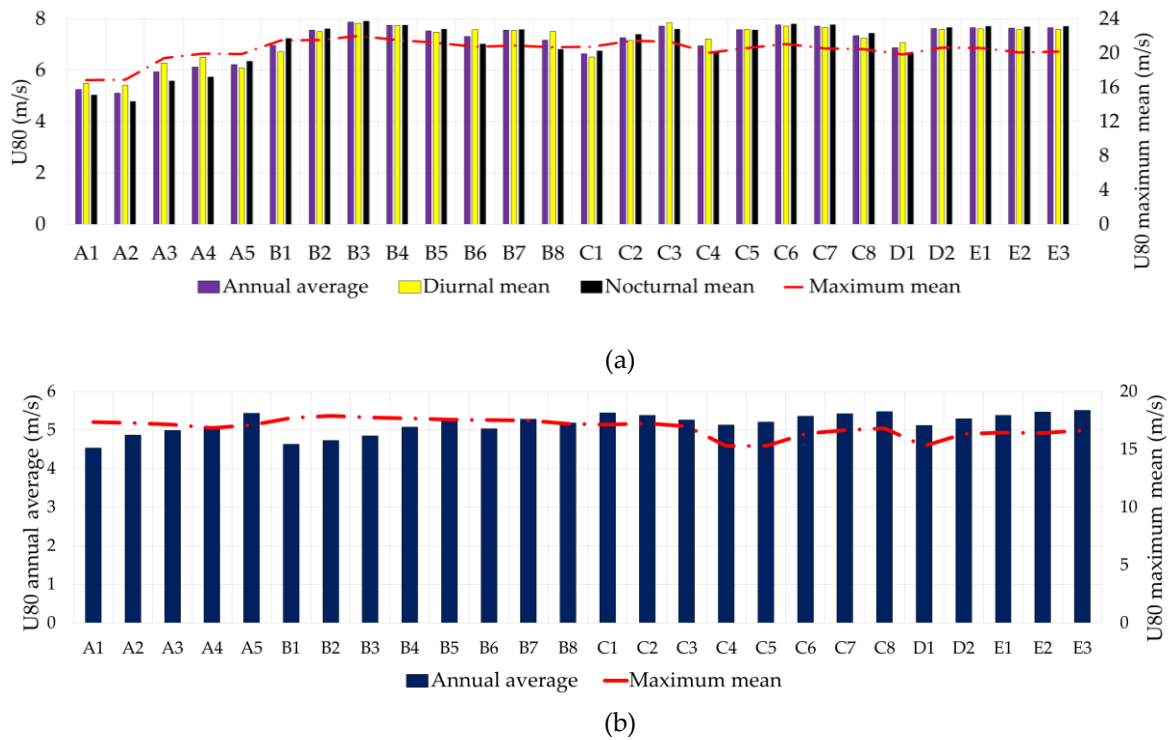 U80 (m/s)
8
6
4
2
0
U80 maximum mean (m/s)
24
20
16
12
8
4
0
A1 A2 A3 A4 A5 B1 B2 B3 B4 B5 B6 B7 B8 C1 C2 C3 C4 C5 C6 C7 C8 D1 D2 E1 E2 E3
Annual average Diurnal mean Nocturnal mean Maximum mean
(a)
U80 annual average (m/s)
6
5
4
3
2
1
0
U80 maximum mean (m/s)
20
15
10
5
0
A1 A2 A3 A4 A5 B1 B2 B3 B4 B5 B6 B7 B8 C1 C2 C3 C4 C5 C6 C7 C8 D1 D2 E1 E2 E3
Annual average Maximum mean
(b)